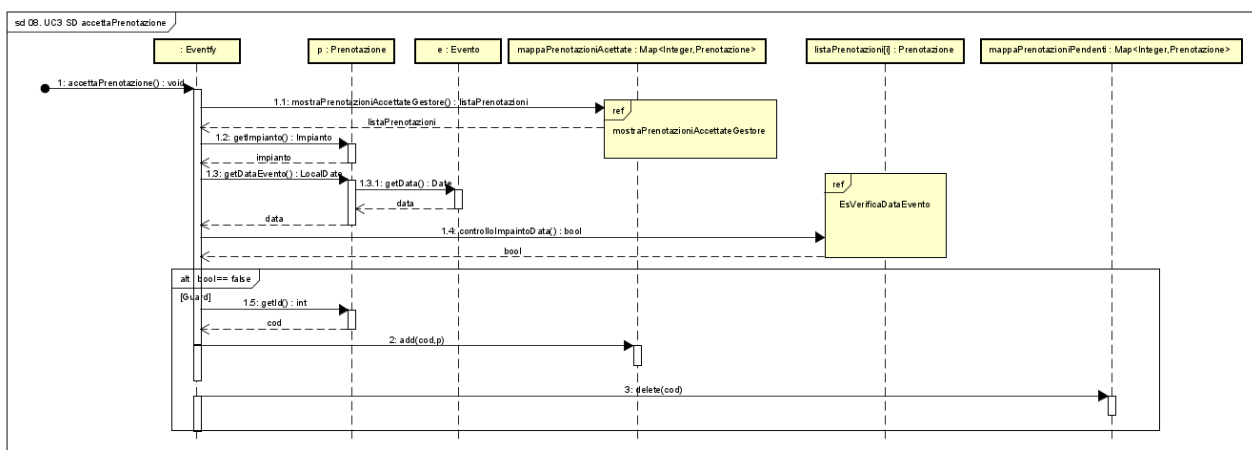 sd 08. UC3 SD accettaPrenotazione
: Eventfy
p : Prenotazione
e : Evento
mappaPrenotazioniAcettate : Map<Integer,Prenotazione>
listaPrenotazioni[i] : Prenotazione
mappaPrenotazioniPendenti : Map<Integer,Prenotazione>
1: accettaPrenotazione() : void
1.1: mostraPrenotazioniAccettateGestore() : listaPrenotazioni
ref
listaPrenotazioni
mostraPrenotazioniAccettateGestore
1.2: getImpianto() : Impianto
impianto
1.3: getDataEvento() : LocalDate
1.3.1: getData() : Date
ref
data
EsVerificaDataEvento
data
1.4: controlloImpaintoData() : bool
bool
alt bool== false
[Guard]
1.5: getId() : int
cod
2: add(cod,p)
3: delete(cod)